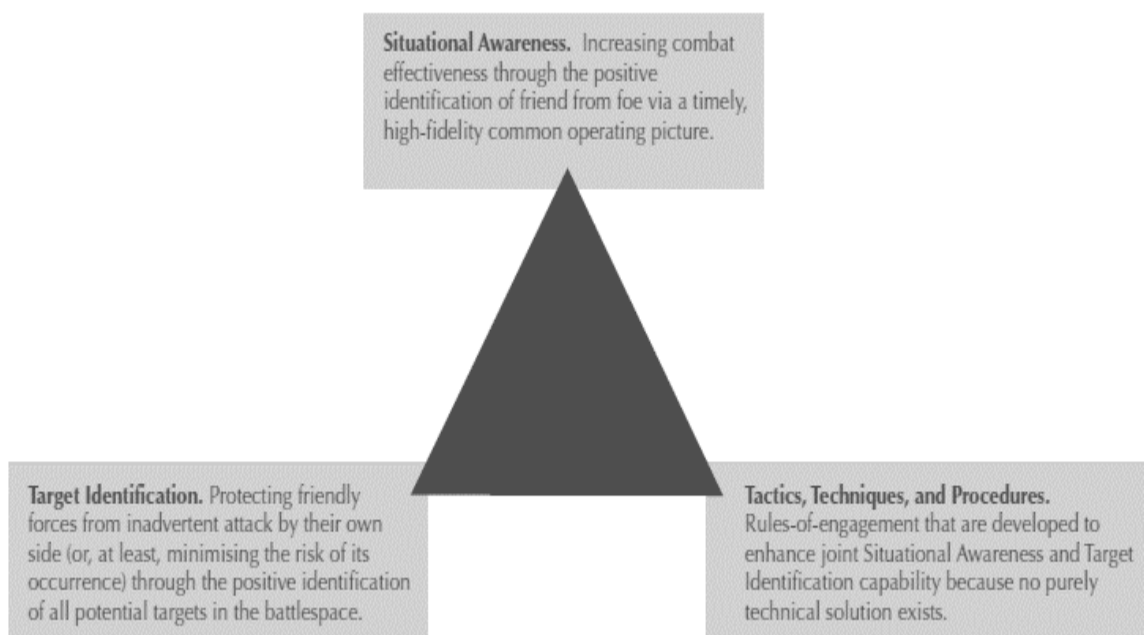 Situational Awareness. Increasing combat
effectiveness through the positive
identification of friend from foe via a timely,
high-fidelity common operating picture.
Target Identification. Protecting friendly
forces from inadvertent attack by their own
side (or, at least, minimising the risk of its
occurrence) through the positive identification
of all potential targets in the battlespace.
Tactics, Techniques, and Procedures.
Rules-of-engagement that are developed to
enhance joint Situational Awareness and Target
Identification capability because no purely
technical solution exists.